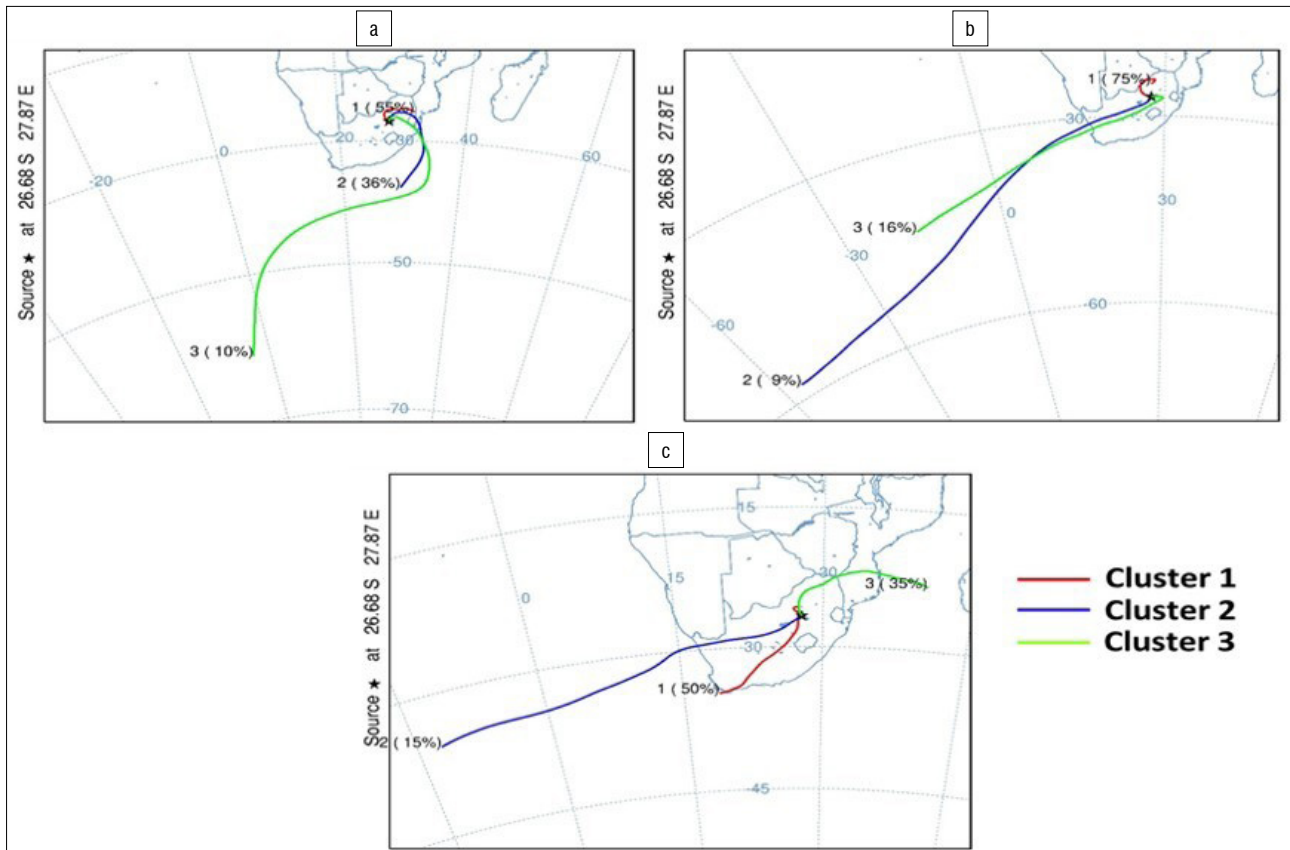 a
b
Source ★ at 26.68 S 27.87 E
1 (55%)
20
-30
40
0
60
-20
2 ( 36%)
-50
3 ( 10%)
-70
Source ★ at 26.68 S 27.87 E
1 ( 75%)
-30
30
0
3 ( 16%)
-30
-60
-60
2 ( 9%)
c
Source ★ at 26.68 S 27.87 E
15
15
30
3 ( 35%)
0
-30
1 ( 50%)
2 ( 15%)
-45
Cluster 1
Cluster 2
Cluster 3